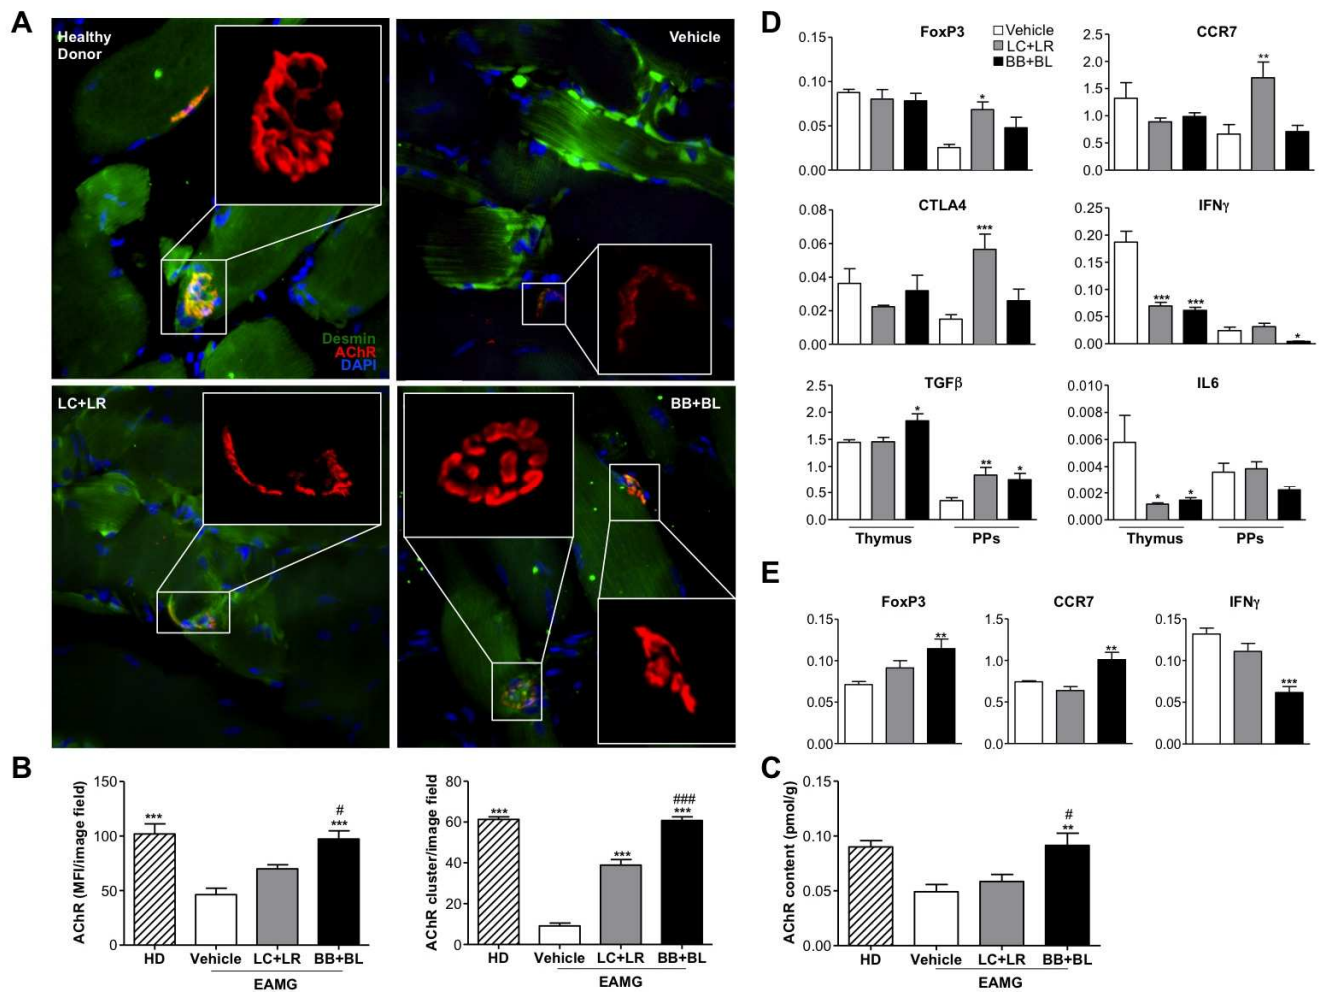 A
Healthy
Donor
Vehicle
Desmin
AChR
DAPI
LC+LR
BB+BL
B
AChR (MFI/image field)
150
100
50
0
***
***
#
HD
Vehicle
LC+LR
BB+BL
EAMG
AChR cluster/image field
80
60
40
20
0
***
***
###
***
HD
Vehicle
LC+LR
BB+BL
EAMG
D
Vehicle
LC+LR
BB+BL
FoxP3
0.15
0.10
0.05
0.00
*
CCR7
2.5
2.0
1.5
1.0
0.5
0.0
**
CTLA4
0.08
0.06
0.04
0.02
0.00
***
IFNγ
0.25
0.20
0.15
0.10
0.05
0.00
***
***
*
TGFβ
2.5
2.0
1.5
1.0
0.5
0.0
*
**
*
Thymus
PPs
IL6
0.010
0.008
0.006
0.004
0.002
0.000
*
*
Thymus
PPs
E
FoxP3
0.15
0.10
0.05
0.00
**
CCR7
1.5
1.0
0.5
0.0
**
IFNγ
0.15
0.10
0.05
0.00
***
C
AChR content (pmol/g)
0.15
0.10
0.05
0.00
#
**
HD
Vehicle
LC+LR
BB+BL
EAMG